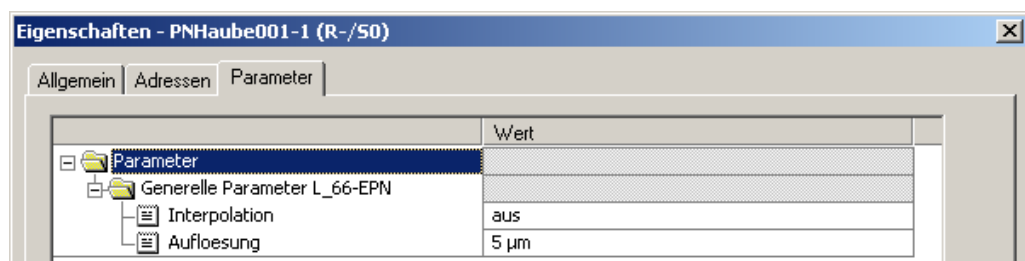 Eigenschaften - PNHaube001-1 (R-/S0)
Allgemein Adressen Parameter
Wert
Parameter
Generelle Parameter L_66-EPN
Interpolation aus
Aufloesung 5 µm